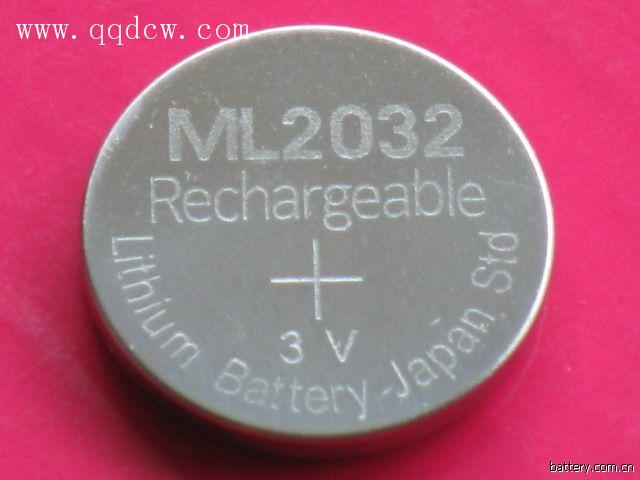 www.qqdcw.com
ML2032
Rechargeable
+
3 V
Lithium Battery Japan Std
battery.com.cn